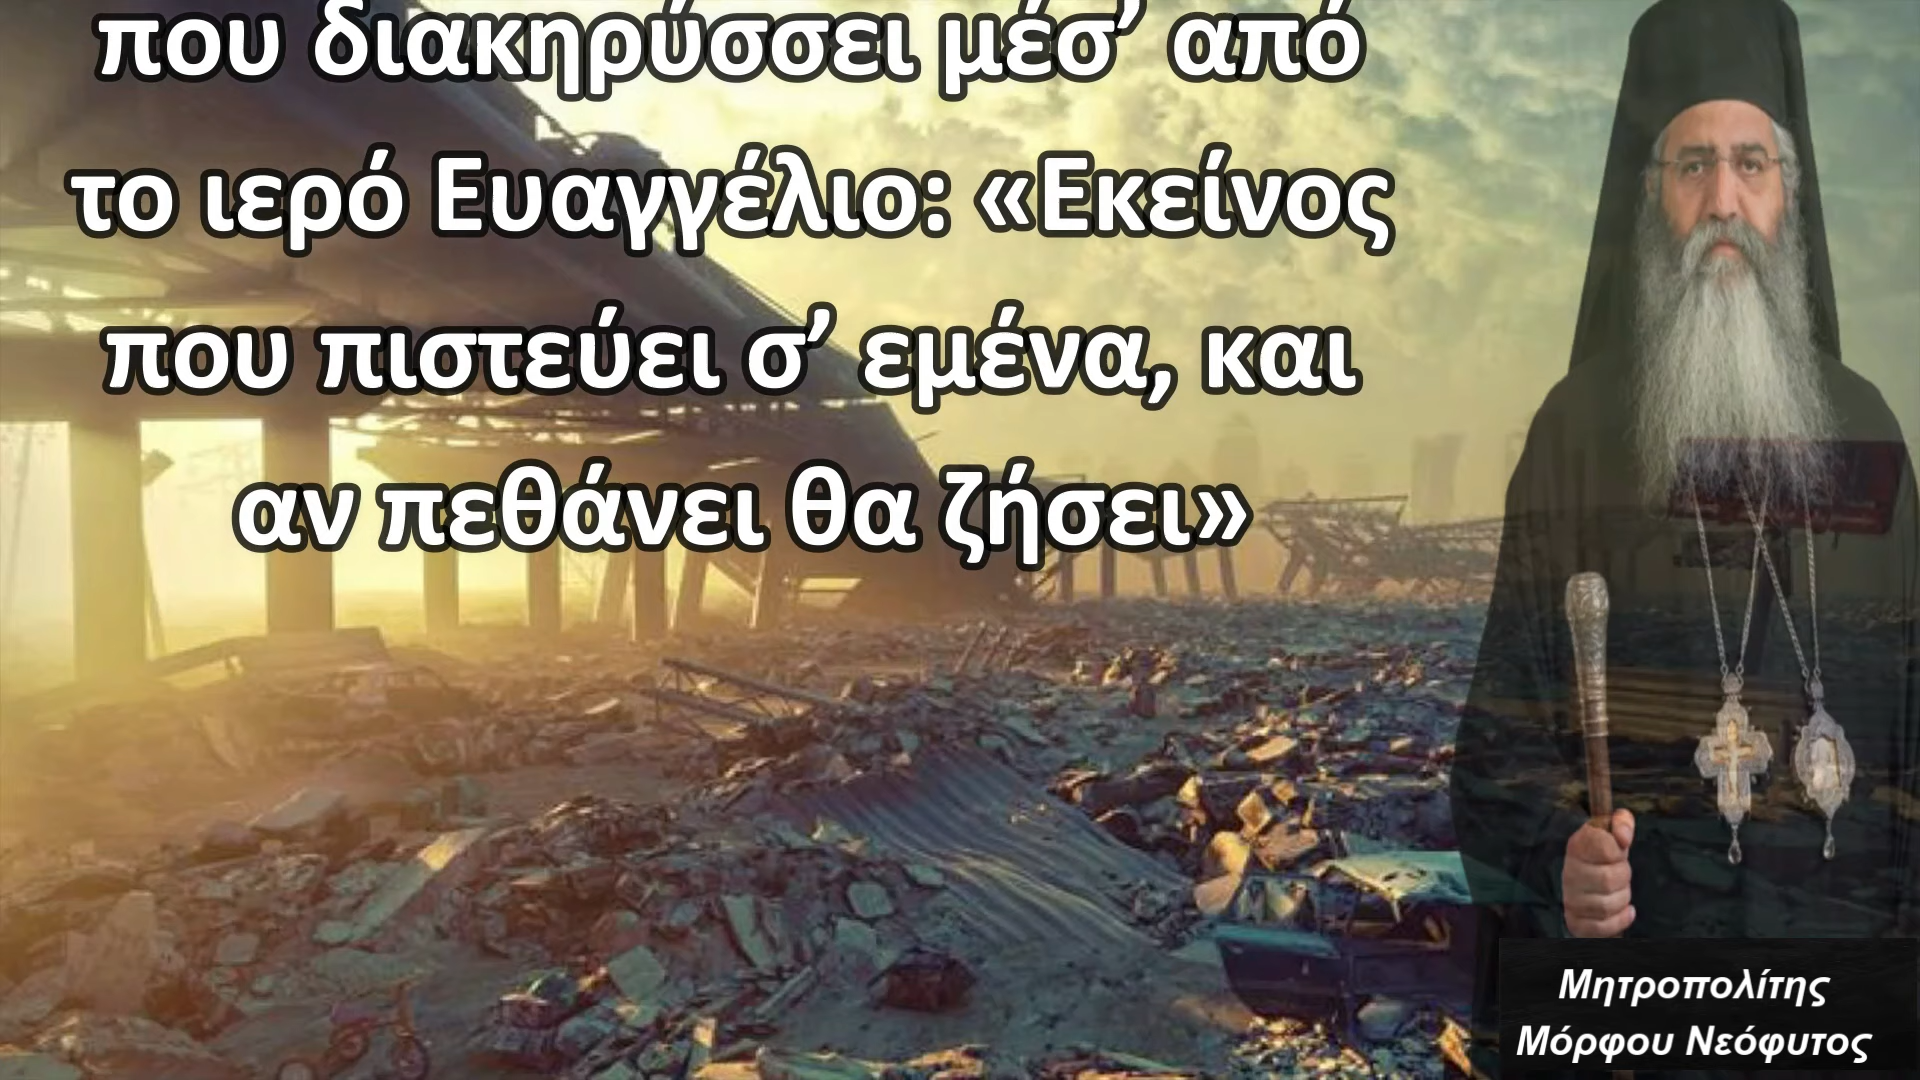 που διακηρύσσει μέσ’ από
το ιερό Ευαγγέλιο: «Εκείνος
που πιστεύει σ’ εμένα, και
αν πεθάνει θα ζήσει»
Μητροπολίτης
Μόρφου Νεόφυτος